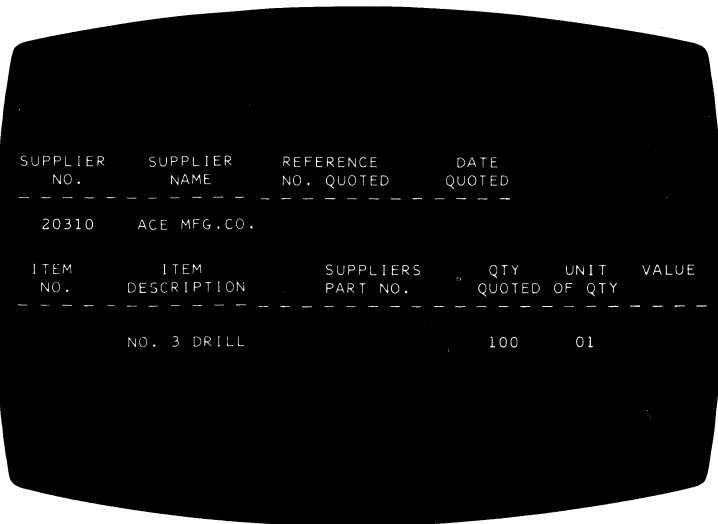 SUPPLIER SUPPLIER REFERENCE DATE
NO. NAME NO. QUOTED QUOTED
20310 ACE MFG.CO.
ITEM ITEM SUPPLIERS QTY UNIT VALUE
NO. DESCRIPTION PART NO. QUOTED OF QTY
NO. 3 DRILL 100 01